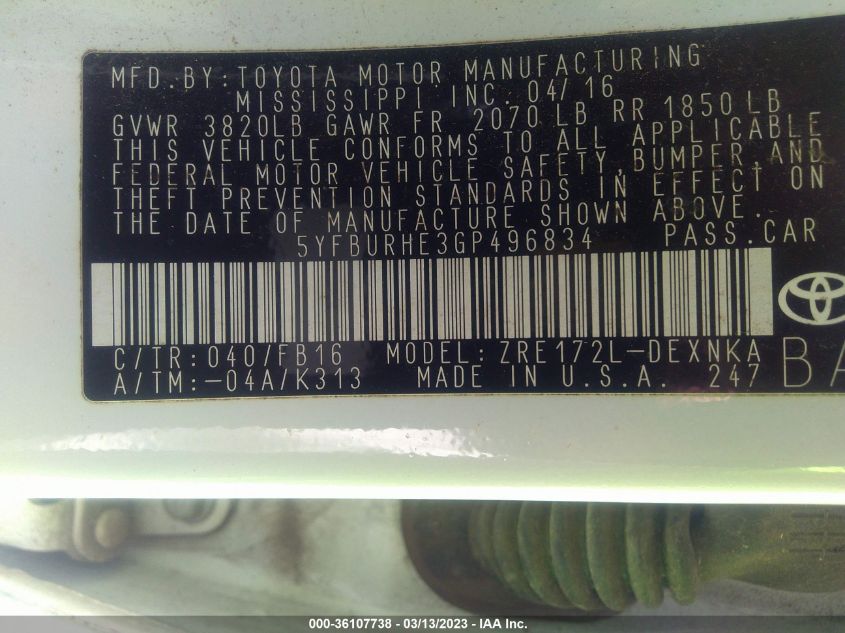 MFD. BY: TOYOTA MOTOR MANUFACTURING
MISSISSIPPI INC. 04/16
GVWR 3820LB GAWR FR 2070 LB RR 1850 LB
THIS VEHICLE CONFORMS TO ALL APPLICABLE
FEDERAL MOTOR VEHICLE SAFETY, BUMPER, AND
THEFT PREVENTION STANDARDS IN EFFECT ON
THE DATE OF MANUFACTURE SHOWN ABOVE.
5YFBURHE3GP496834 PASS. CAR
C/TR: 040/FB16 MODEL: ZRE172L-DEXNKA
A/TM: -04A/K313 MADE IN U.S.A. 247
000-36107738 - 03/13/2023 - IAA Inc.